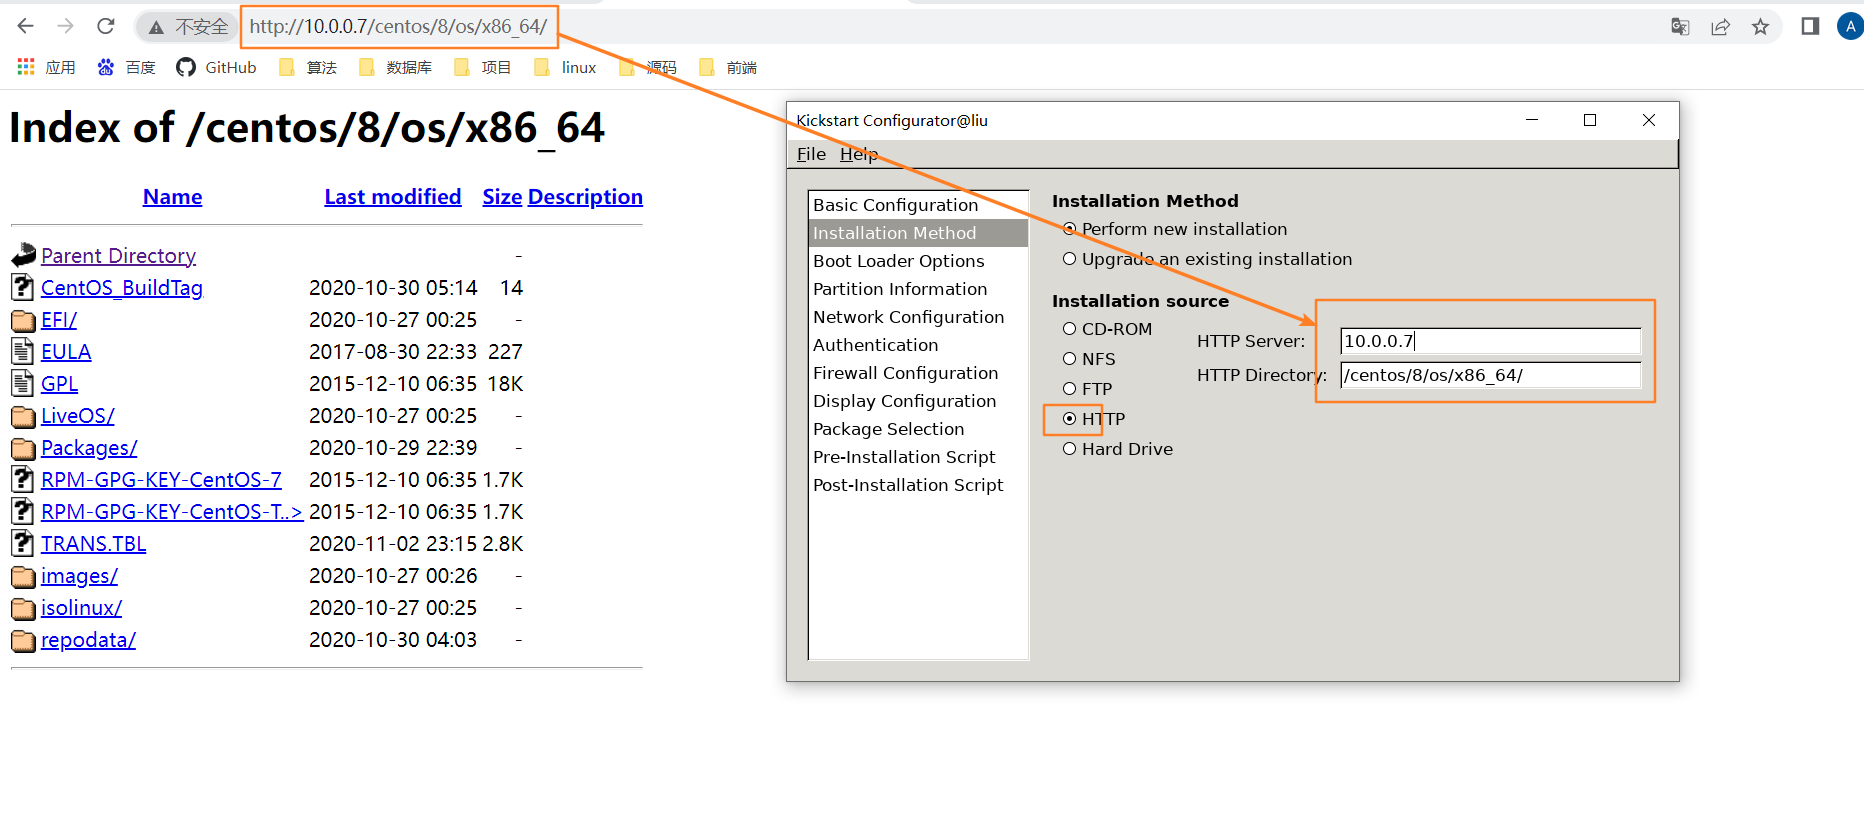 不安全 http://10.0.0.7/centos/8/os/x86_64/ A
应用 百度 GitHub 算法 数据库 项目 linux 源码 前端
Index of /centos/8/os/x86_64
Name Last modified Size Description
Parent Directory -
CentOS_BuildTag 2020-10-30 05:14 14
EFI/ 2020-10-27 00:25 -
EULA 2017-08-30 22:33 227
GPL 2015-12-10 06:35 18K
LiveOS/ 2020-10-27 00:25 -
Packages/ 2020-10-29 22:39 -
RPM-GPG-KEY-CentOS-7 2015-12-10 06:35 1.7K
RPM-GPG-KEY-CentOS-T..> 2015-12-10 06:35 1.7K
TRANS.TBL 2020-11-02 23:15 2.8K
images/ 2020-10-27 00:26 -
isolinux/ 2020-10-27 00:25 -
repodata/ 2020-10-30 04:03 -
Kickstart Configurator@liu
File Help
Basic Configuration
Installation Method
Boot Loader Options
Partition Information
Network Configuration
Authentication
Firewall Configuration
Display Configuration
Package Selection
Pre-Installation Script
Post-Installation Script
Installation Method
Perform new installation
Upgrade an existing installation
Installation source
CD-ROM
NFS
FTP
HTTP
Hard Drive
HTTP Server: 10.0.0.7
HTTP Directory: /centos/8/os/x86_64/